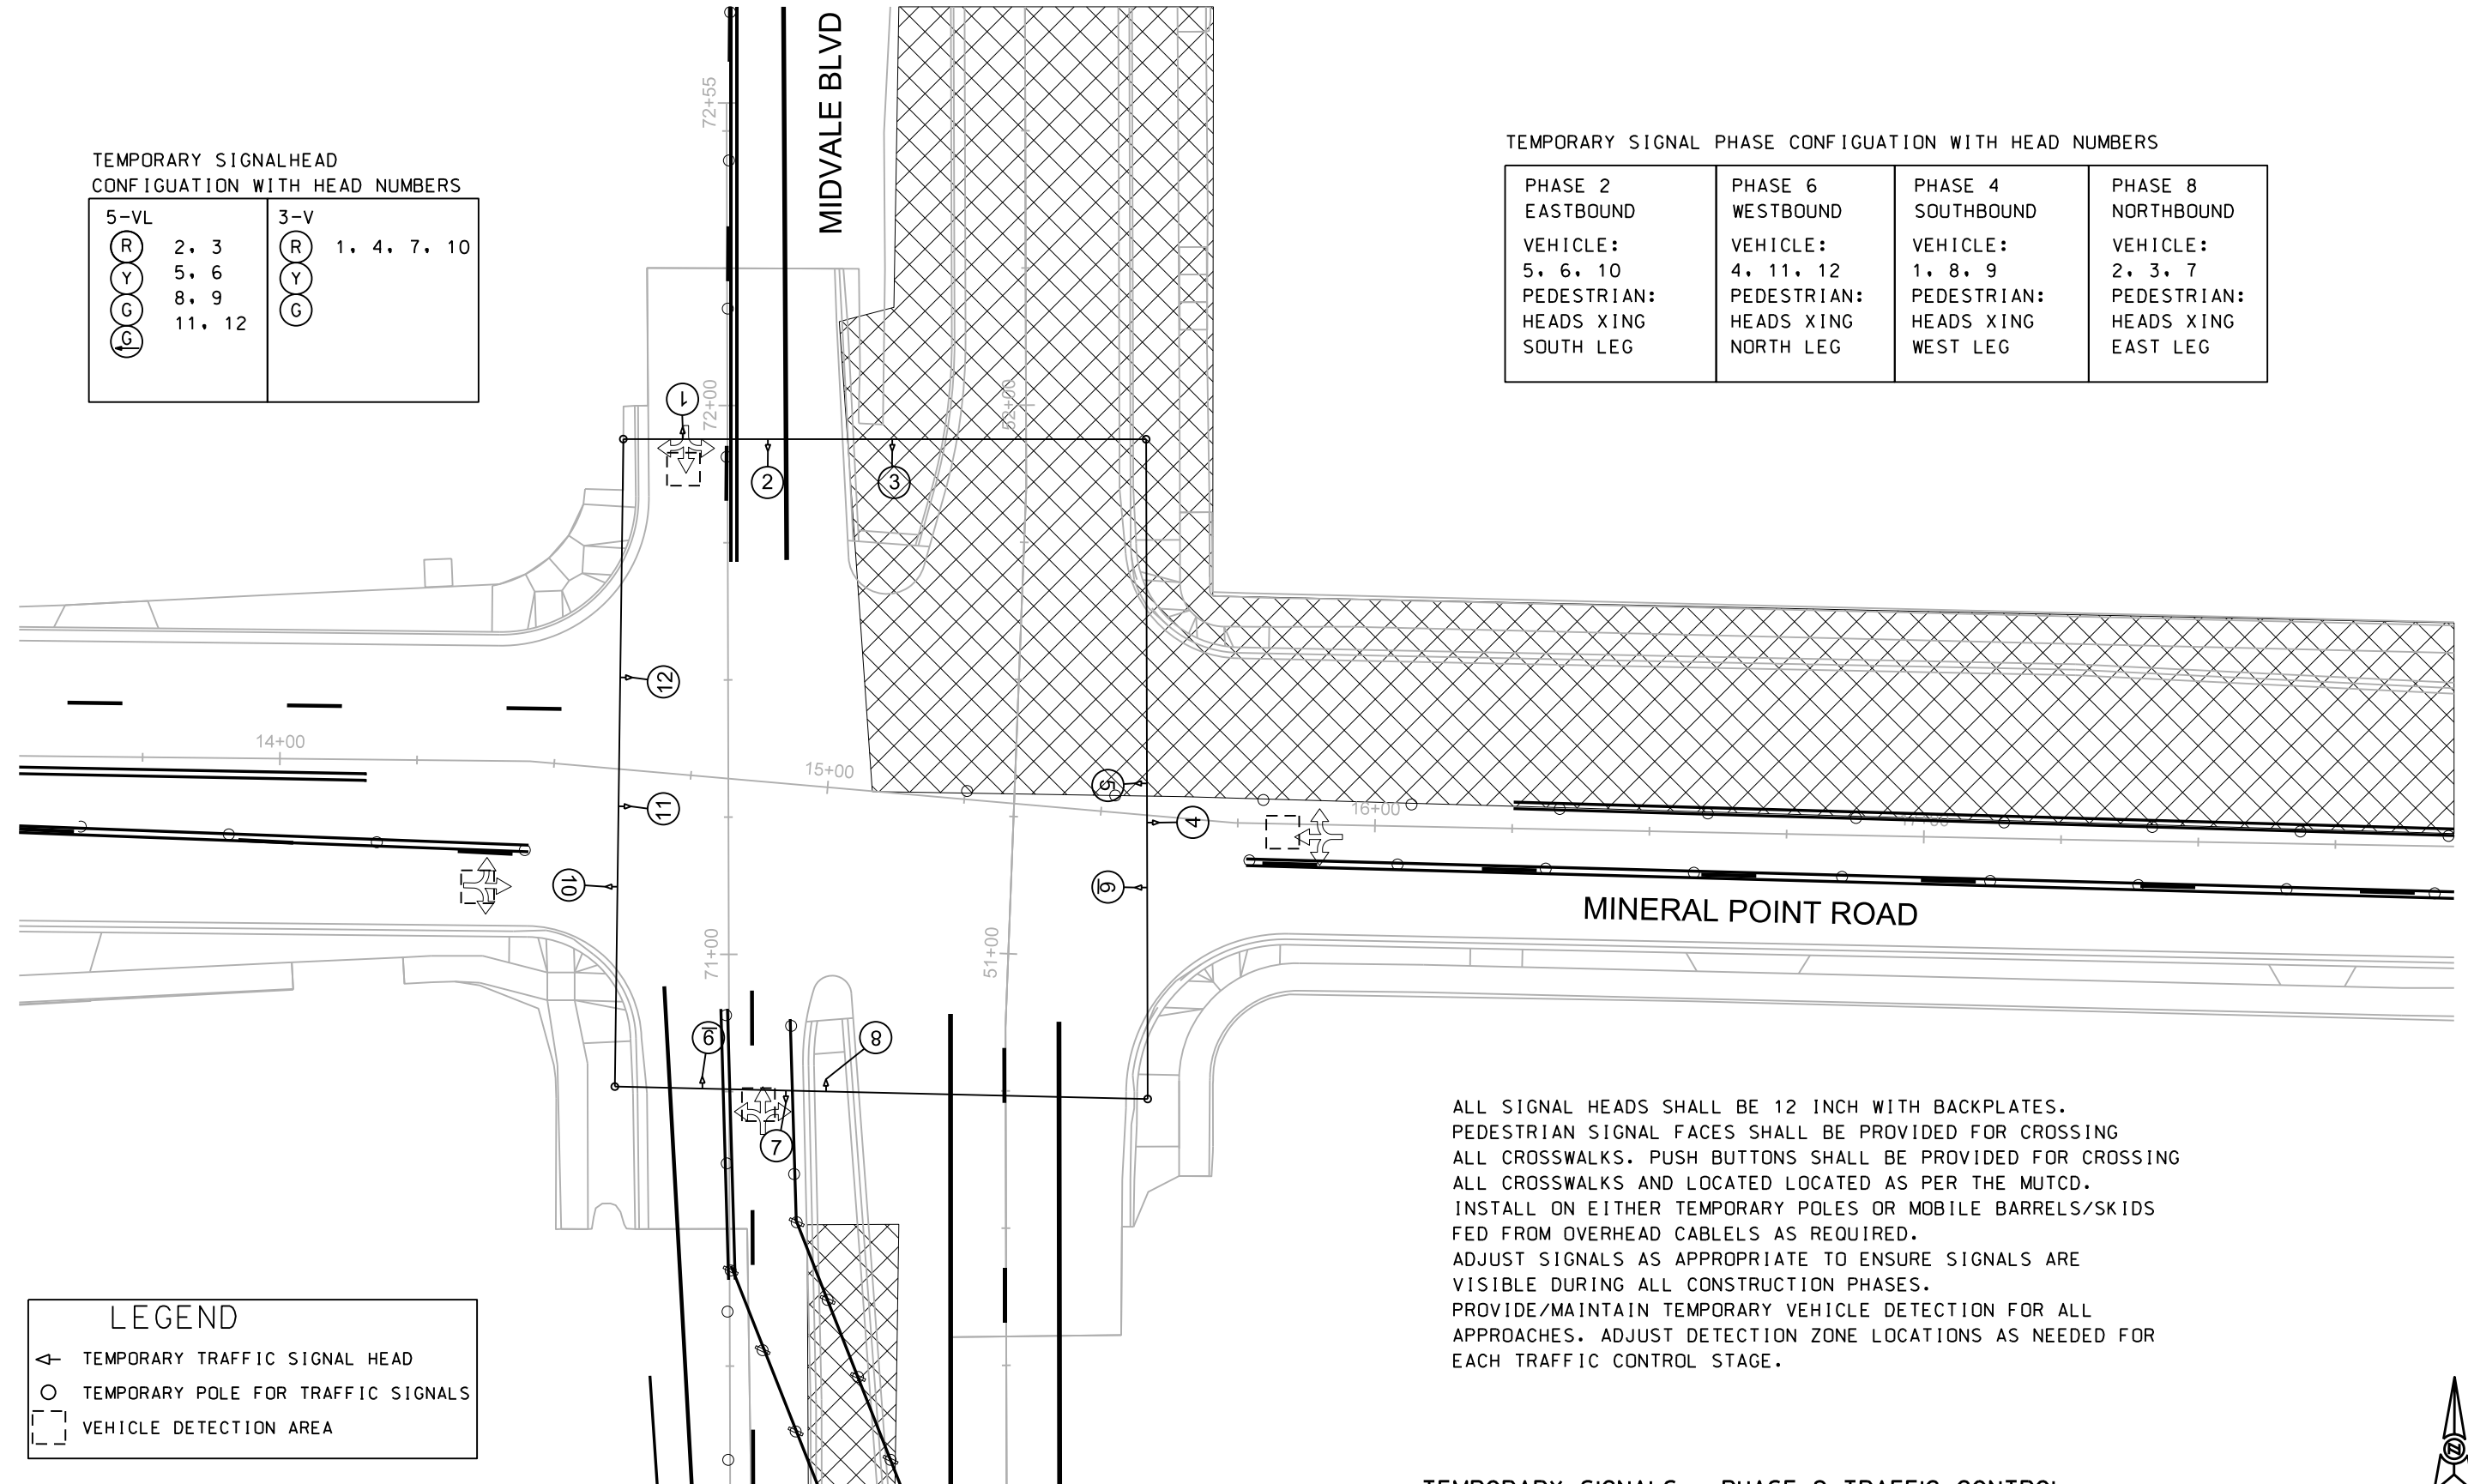 MIDVALE BLVD
72+55
TEMPORARY SIGNAL PHASE CONFIGUATION WITH HEAD NUMBERS
PHASE 2
EASTBOUND
VEHICLE:
5, 6, 10
PEDESTRIAN:
HEADS XING
SOUTH LEG
PHASE 6
WESTBOUND
VEHICLE:
4, 11, 12
PEDESTRIAN:
HEADS XING
NORTH LEG
PHASE 4
SOUTHBOUND
VEHICLE:
1, 8, 9
PEDESTRIAN:
HEADS XING
WEST LEG
PHASE 8
NORTHBOUND
VEHICLE:
2, 3, 7
PEDESTRIAN:
HEADS XING
EAST LEG
TEMPORARY SIGNALHEAD
CONFIGUATION WITH HEAD NUMBERS
5-VL
R
Y
G
G
2, 3
5, 6
8, 9
11, 12
3-V
R
Y
G
1, 4, 7, 10
72+00
52+00
1
2
3
12
14+00
15+00
5
4
16+00
11
10
6
MINERAL POINT ROAD
71+00
51+00
9
8
7
ALL SIGNAL HEADS SHALL BE 12 INCH WITH BACKPLATES.
PEDESTRIAN SIGNAL FACES SHALL BE PROVIDED FOR CROSSING
ALL CROSSWALKS. PUSH BUTTONS SHALL BE PROVIDED FOR CROSSING
ALL CROSSWALKS AND LOCATED LOCATED AS PER THE MUTCD.
INSTALL ON EITHER TEMPORARY POLES OR MOBILE BARRELS/SKIDS
FED FROM OVERHEAD CABLELS AS REQUIRED.
ADJUST SIGNALS AS APPROPRIATE TO ENSURE SIGNALS ARE
VISIBLE DURING ALL CONSTRUCTION PHASES.
PROVIDE/MAINTAIN TEMPORARY VEHICLE DETECTION FOR ALL
APPROACHES. ADJUST DETECTION ZONE LOCATIONS AS NEEDED FOR
EACH TRAFFIC CONTROL STAGE.
LEGEND
TEMPORARY TRAFFIC SIGNAL HEAD
TEMPORARY POLE FOR TRAFFIC SIGNALS
VEHICLE DETECTION AREA
N